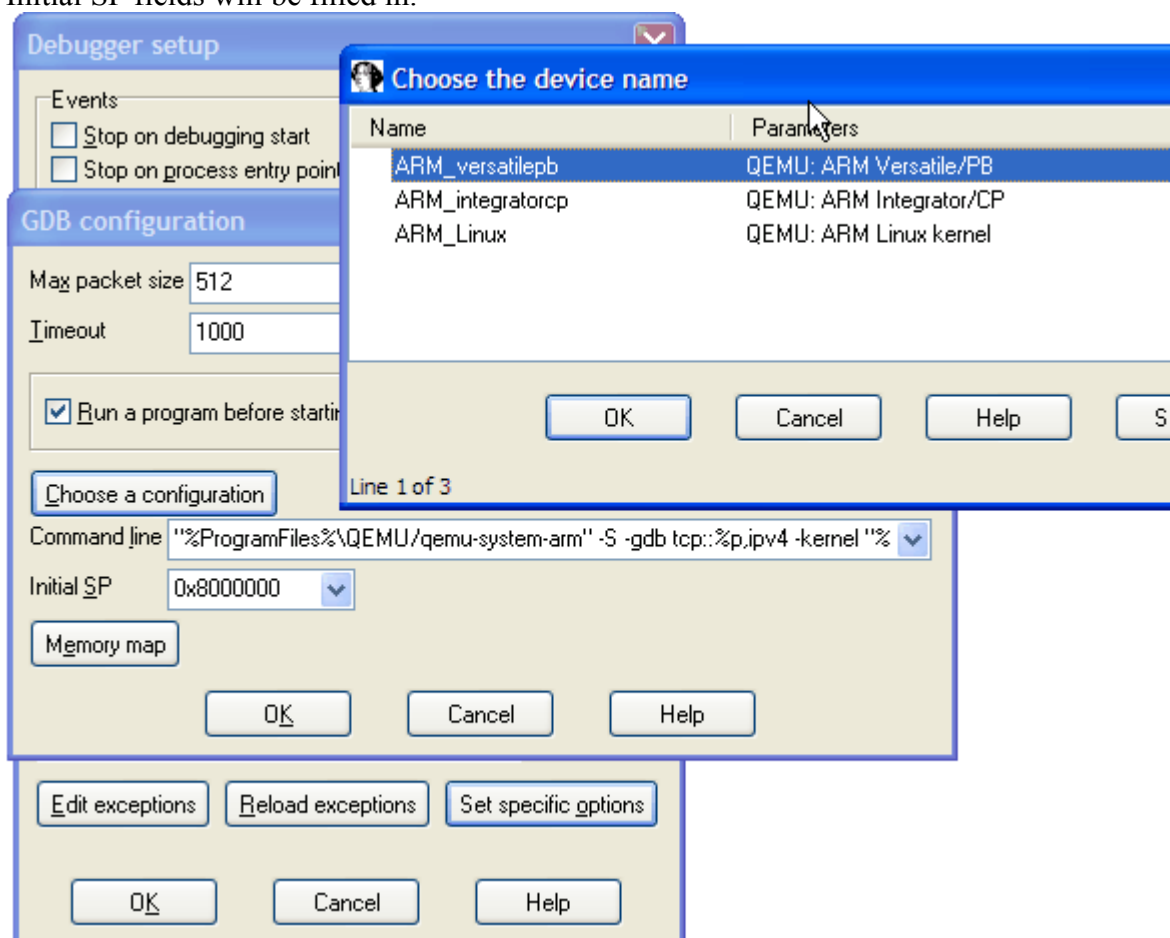 Initial SP fields will be filled in.
Debugger setup
Events
Stop on debugging start
Stop on process entry point
Choose the device name
Name Parameters
ARM_versatilepb QEMU: ARM Versatile/PB
ARM_integratorcp QEMU: ARM Integrator/CP
ARM_Linux QEMU: ARM Linux kernel
OK Cancel Help S
Line 1 of 3
GDB configuration
Max packet size 512
Timeout 1000
Run a program before startin
Choose a configuration
Command line "%ProgramFiles%\QEMU/qemu-system-arm" -S -gdb tcp::%p,ipv4 -kernel "%
Initial SP 0x8000000
Memory map
OK Cancel Help
Edit exceptions Reload exceptions Set specific options
OK Cancel Help